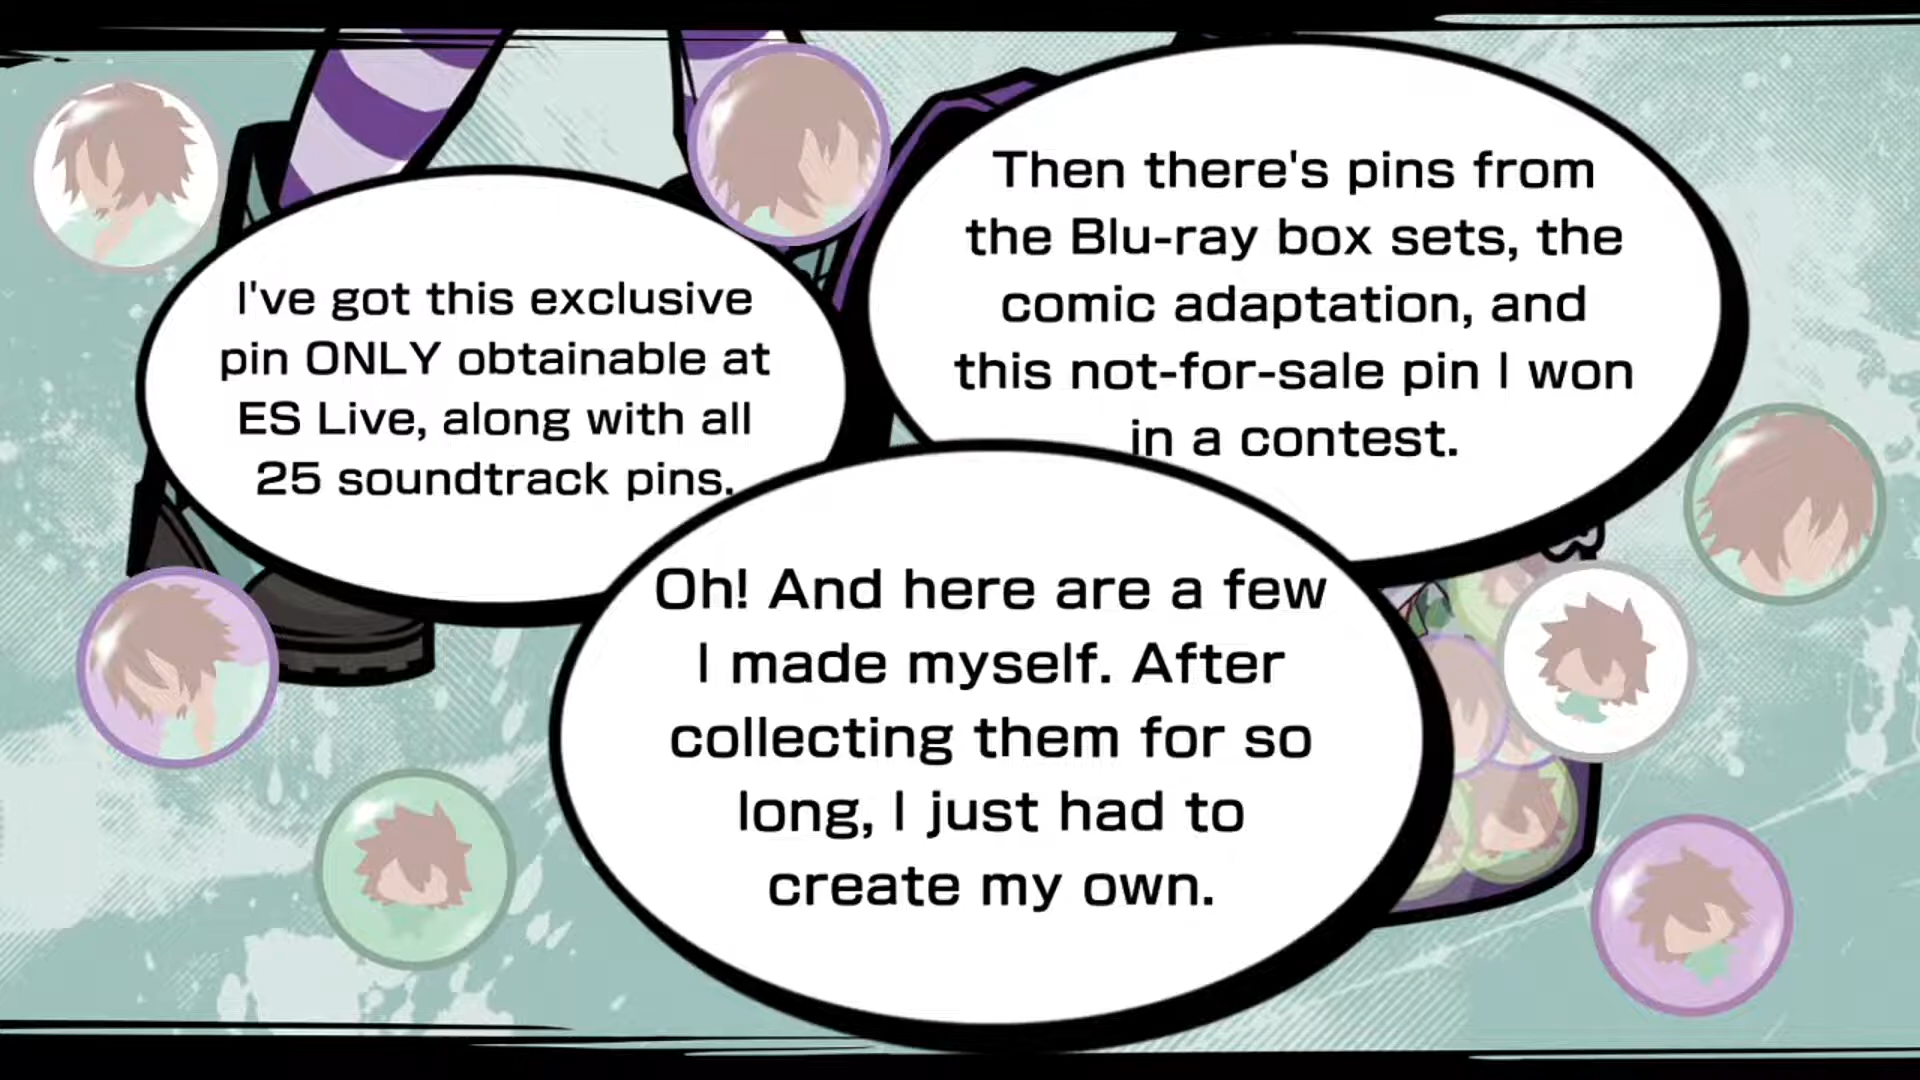 I've got this exclusive
pin ONLY obtainable at
ES Live, along with all
25 soundtrack pins.
Then there's pins from
the Blu-ray box sets, the
comic adaptation, and
this not-for-sale pin I won
in a contest.
Oh! And here are a few
I made myself. After
collecting them for so
long, I just had to
create my own.